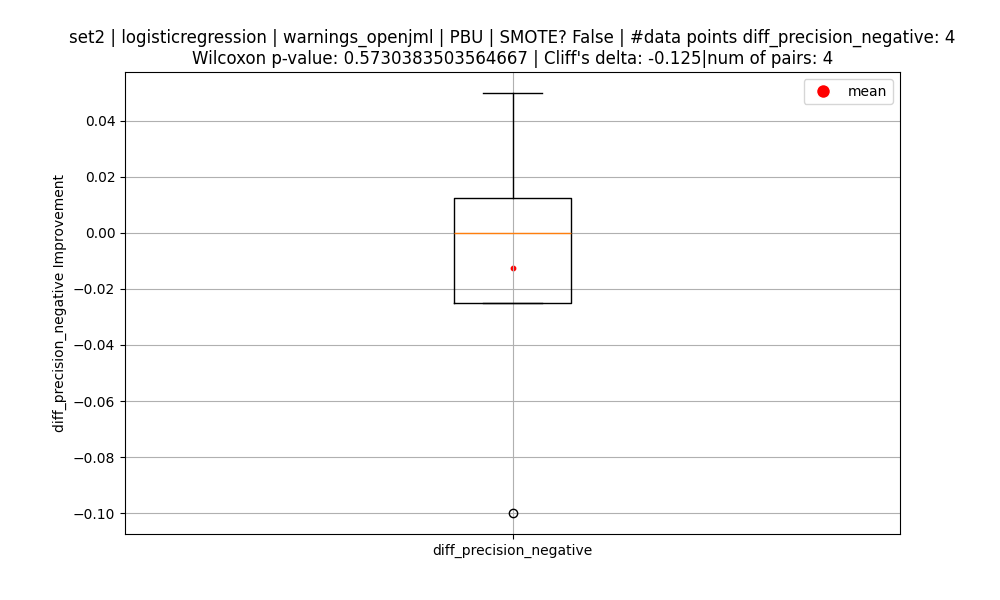 set2 | logisticregression | warnings_openjml | PBU | SMOTE? False | #data points diff_precision_negative: 4
Wilcoxon p-value: 0.5730383503564667 | Cliff's delta: -0.125|num of pairs: 4
mean
0.04
0.02
0.00
−0.02
−0.04
−0.06
−0.08
−0.10
diff_precision_negative Improvement
diff_precision_negative